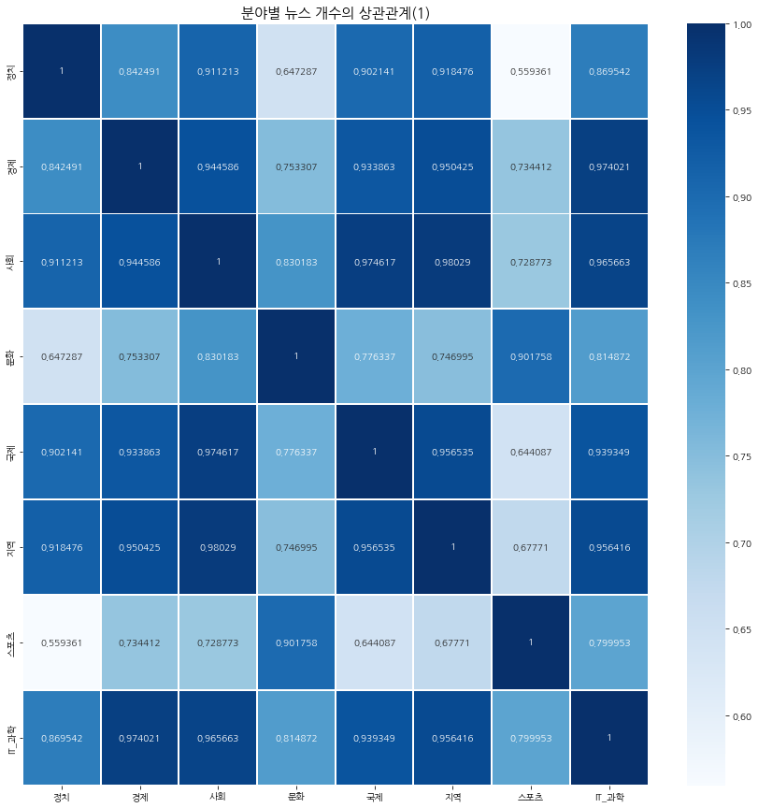 분야별 뉴스 개수의 상관관계(1)
정치 1 0,842491 0,911213 0,647287 0,902141 0,918476 0,559361 0,869542
경제 0,842491 1 0,944586 0,753307 0,933863 0,950425 0,734412 0,974021
사회 0,911213 0,944586 1 0,830183 0,974617 0,98029 0,728773 0,965663
문화 0,647287 0,753307 0,830183 1 0,776337 0,746995 0,901758 0,814872
국제 0,902141 0,933863 0,974617 0,776337 1 0,956535 0,644087 0,939349
지역 0,918476 0,950425 0,98029 0,746995 0,956535 1 0,67771 0,956416
스포츠 0,559361 0,734412 0,728773 0,901758 0,644087 0,67771 1 0,799953
IT_과학 0,869542 0,974021 0,965663 0,814872 0,939349 0,956416 0,799953 1
정치 경제 사회 문화 국제 지역 스포츠 IT_과학
1,00
0,95
0,90
0,85
0,80
0,75
0,70
0,65
0,60